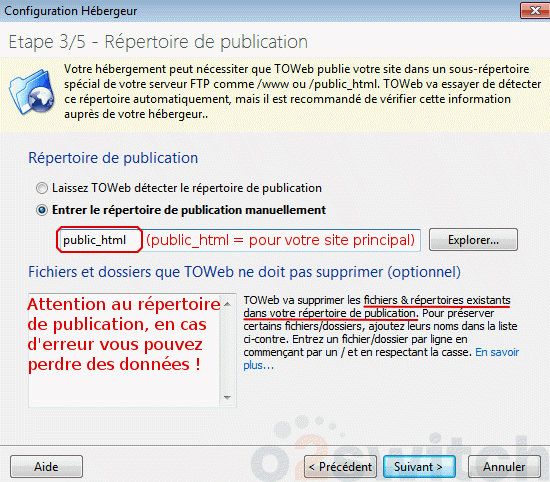 Configuration Hébergeur
Etape 3/5 - Répertoire de publication
Votre hébergement peut nécessiter que TOWeb publie votre site dans un sous-répertoire
spécial de votre serveur FTP comme /www ou /public_html. TOWeb va essayer de détecter
ce répertoire automatiquement, mais il est recommandé de vérifier cette information
auprès de votre hébergeur..
Répertoire de publication
Laissez TOWeb détecter le répertoire de publication
Entrer le répertoire de publication manuellement
public_html (public_html = pour votre site principal) Explorer...
Fichiers et dossiers que TOWeb ne doit pas supprimer (optionnel)
Attention au répertoire
de publication, en cas
d'erreur vous pouvez
perdre des données !
TOWeb va supprimer les fichiers & répertoires existants
dans votre répertoire de publication. Pour préserver
certains fichiers/dossiers, ajoutez leurs noms dans la liste
ci-contre. Entrez un fichier/dossier par ligne en
commençant par un / et en respectant la casse. En savoir
plus...
o2switch
Aide < Précédent Suivant > Annuler